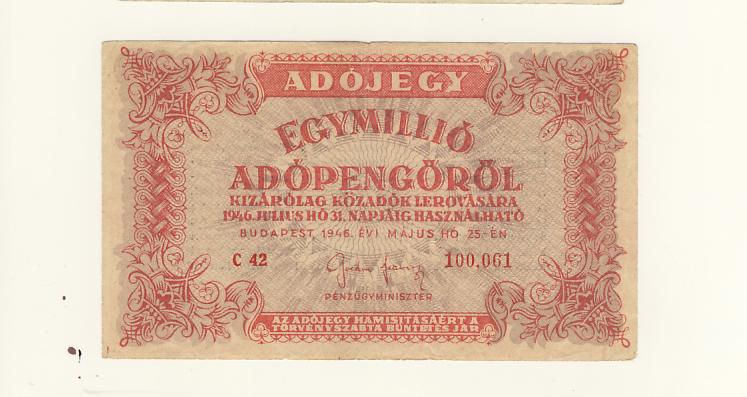 ADÓJEGY
EGYMILLIÓ
ADÓPENGŐRŐL
KIZÁRÓLAG KÖZADÓK LEROVÁSÁRA
1946. JULIUS HÓ 31. NAPJÁIG HASZNÁLHATÓ
BUDAPEST 1946. ÉVI MÁJUS HÓ 25.-ÉN
C 42 100,061
PÉNZÜGYMINISZTER
AZ ADÓJEGY HAMISITÁSAÉRT A
TÖRVÉNYSZABTA BÜNTETÉS JÁR